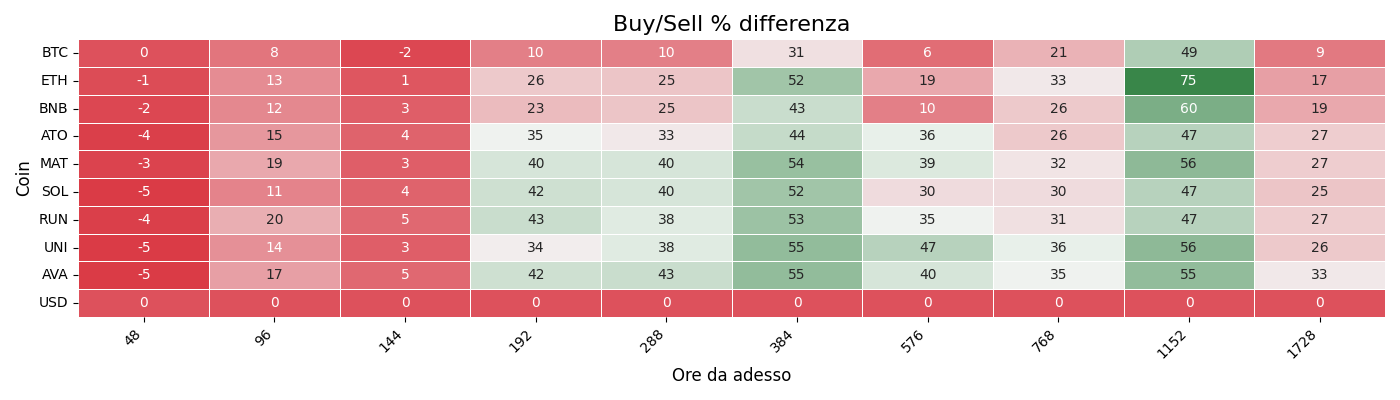 Buy/Sell % differenza
BTC 0 8 -2 10 10 31 6 21 49 9
ETH -1 13 1 26 25 52 19 33 75 17
BNB -2 12 3 23 25 43 10 26 60 19
ATO -4 15 4 35 33 44 36 26 47 27
MAT -3 19 3 40 40 54 39 32 56 27
SOL -5 11 4 42 40 52 30 30 47 25
RUN -4 20 5 43 38 53 35 31 47 27
UNI -5 14 3 34 38 55 47 36 56 26
AVA -5 17 5 42 43 55 40 35 55 33
USD 0 0 0 0 0 0 0 0 0 0
Coin
48 96 144 192 288 384 576 768 1152 1728
Ore da adesso